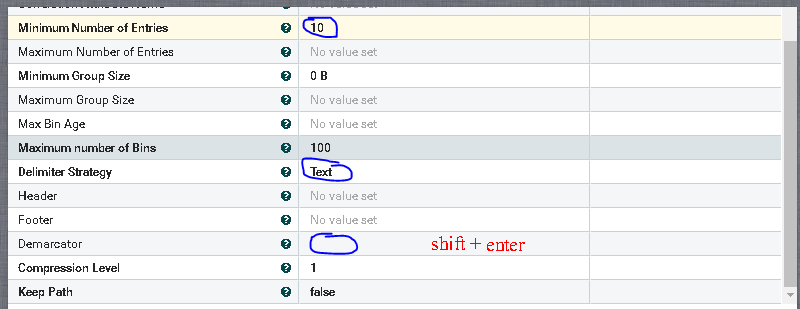 Minimum Number of Entries 10
Maximum Number of Entries No value set
Minimum Group Size 0 B
Maximum Group Size No value set
Max Bin Age No value set
Maximum number of Bins 100
Delimiter Strategy Text
Header No value set
Footer No value set
Demarcator shift + enter
Compression Level 1
Keep Path false